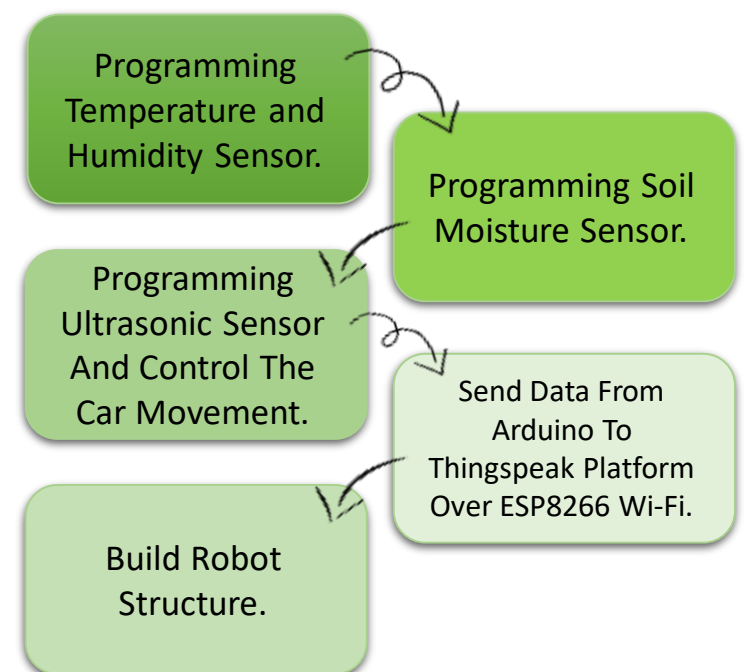 Programming
Temperature and
Humidity Sensor.
Programming Soil
Moisture Sensor.
Programming
Ultrasonic Sensor
And Control The
Car Movement.
Send Data From
Arduino To
Thingspeak Platform
Over ESP8266 Wi-Fi.
Build Robot
Structure.